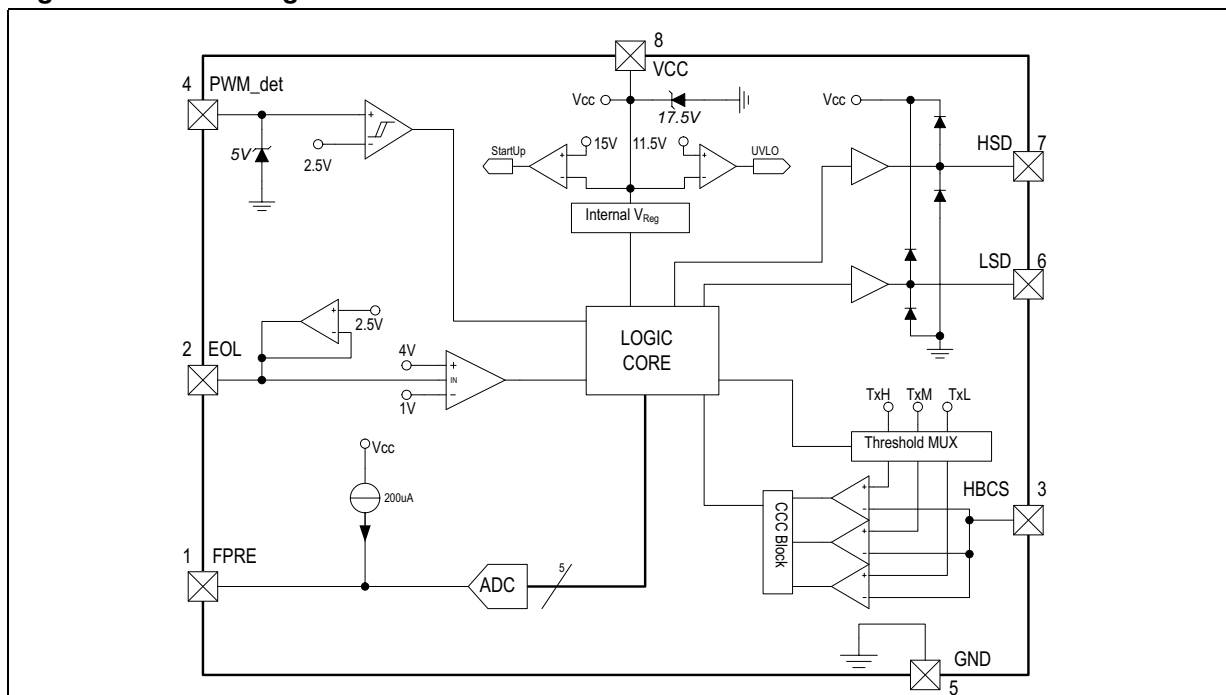 8
VCC
4 PWM_det
Vcc
17.5V
Vcc
5V
2.5V
StartUp
15V
11.5V
UVLO
HSD 7
Internal VReg
LSD 6
2.5V
LOGIC
CORE
2 EOL
4V
IN
1V
TxH TxM TxL
Threshold MUX
Vcc
200uA
HBCS 3
CCC Block
1 FPRE
ADC
5
GND
5